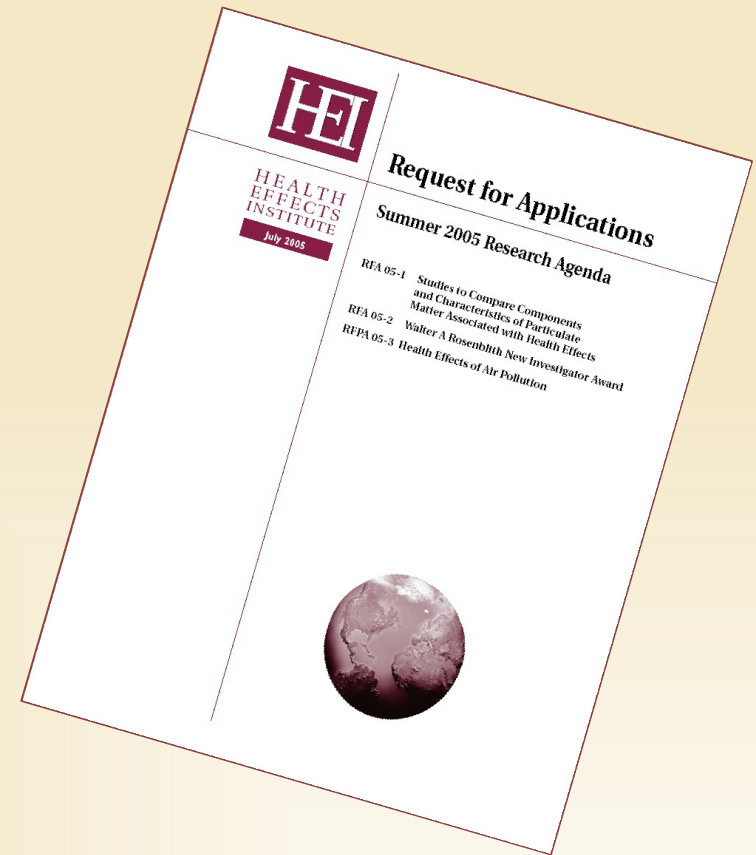 HEI
HEALTH
EFFECTS
INSTITUTE
July 2005
Request for Applications
Summer 2005 Research Agenda
RFA 05-1 Studies to Compare Components
and Characteristics of Particulate
Matter Associated with Health Effects
RFA 05-2 Walter A Rosenblith New Investigator Award
RFPA 05-3 Health Effects of Air Pollution